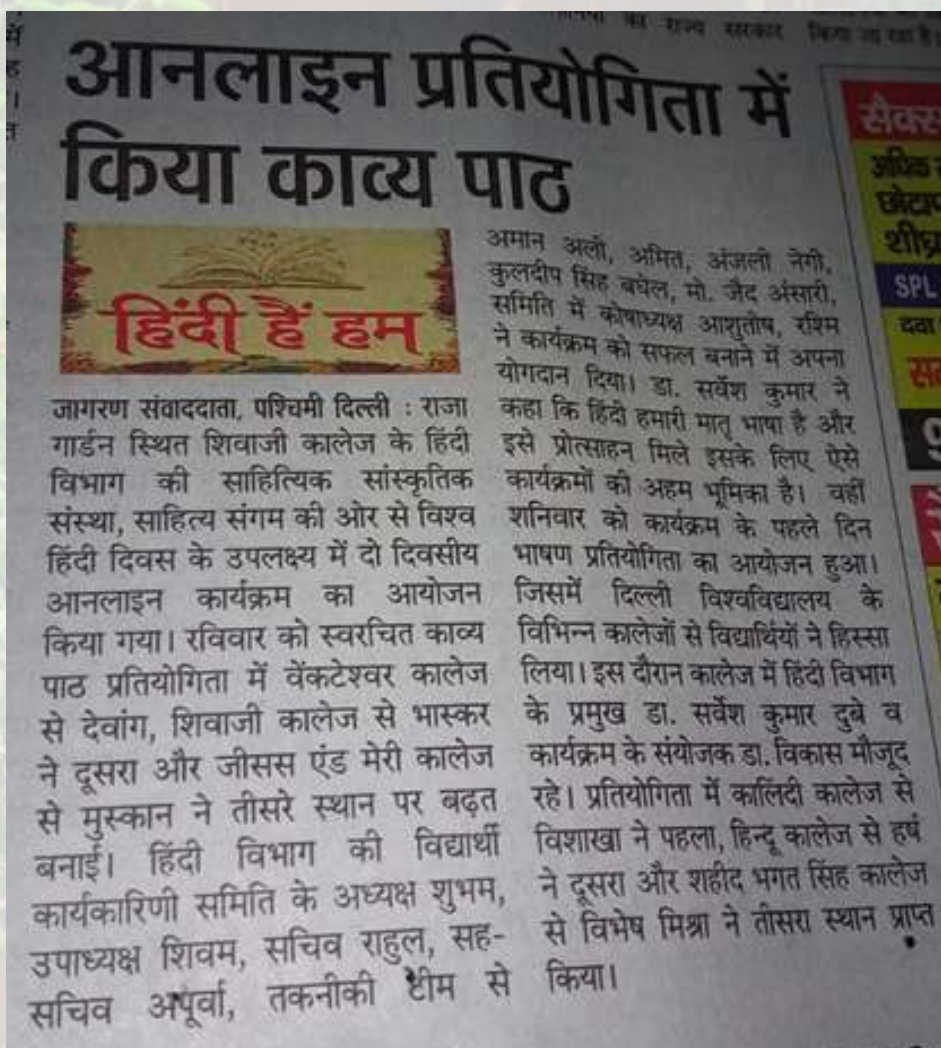 का राज्य सरकार किया जा रहा है।
आनलाइन प्रतियोगिता में
किया काव्य पाठ
हिंदी हैं हम
जागरण संवाददाता, पश्चिमी दिल्ली : राजा
गार्डन स्थित शिवाजी कालेज के हिंदी
विभाग की साहित्यिक सांस्कृतिक
संस्था, साहित्य संगम की ओर से विश्व
हिंदी दिवस के उपलक्ष्य में दो दिवसीय
आनलाइन कार्यक्रम का आयोजन
किया गया। रविवार को स्वरचित काव्य
पाठ प्रतियोगिता में वेंकटेश्वर कालेज
से देवांग, शिवाजी कालेज से भास्कर
ने दूसरा और जीसस एंड मेरी कालेज
से मुस्कान ने तीसरे स्थान पर बढ़त
बनाई। हिंदी विभाग की विद्यार्थी
कार्यकारिणी समिति के अध्यक्ष शुभम,
उपाध्यक्ष शिवम, सचिव राहुल, सह-
सचिव अपूर्वा, तकनीकी टीम से
अमान अली, अमित, अंजली नेगी,
कुलदीप सिंह बघेल, मो. जैद अंसारी,
समिति में कोषाध्यक्ष आशुतोष, रश्मि
ने कार्यक्रम को सफल बनाने में अपना
योगदान दिया। डा. सर्वेश कुमार ने
कहा कि हिंदी हमारी मातृ भाषा है और
इसे प्रोत्साहन मिले इसके लिए ऐसे
कार्यक्रमों की अहम भूमिका है। वहीं
शनिवार को कार्यक्रम के पहले दिन
भाषण प्रतियोगिता का आयोजन हुआ।
जिसमें दिल्ली विश्वविद्यालय के
विभिन्न कालेजों से विद्यार्थियों ने हिस्सा
लिया। इस दौरान कालेज में हिंदी विभाग
के प्रमुख डा. सर्वेश कुमार दुबे व
कार्यक्रम के संयोजक डा. विकास मौजूद
रहे। प्रतियोगिता में कालिंदी कालेज से
विशाखा ने पहला, हिन्दू कालेज से हर्ष
ने दूसरा और शहीद भगत सिंह कालेज
से विभेष मिश्रा ने तीसरा स्थान प्राप्त
किया।
सैक्स
अधिक
शीघ्र
SPL
दवा